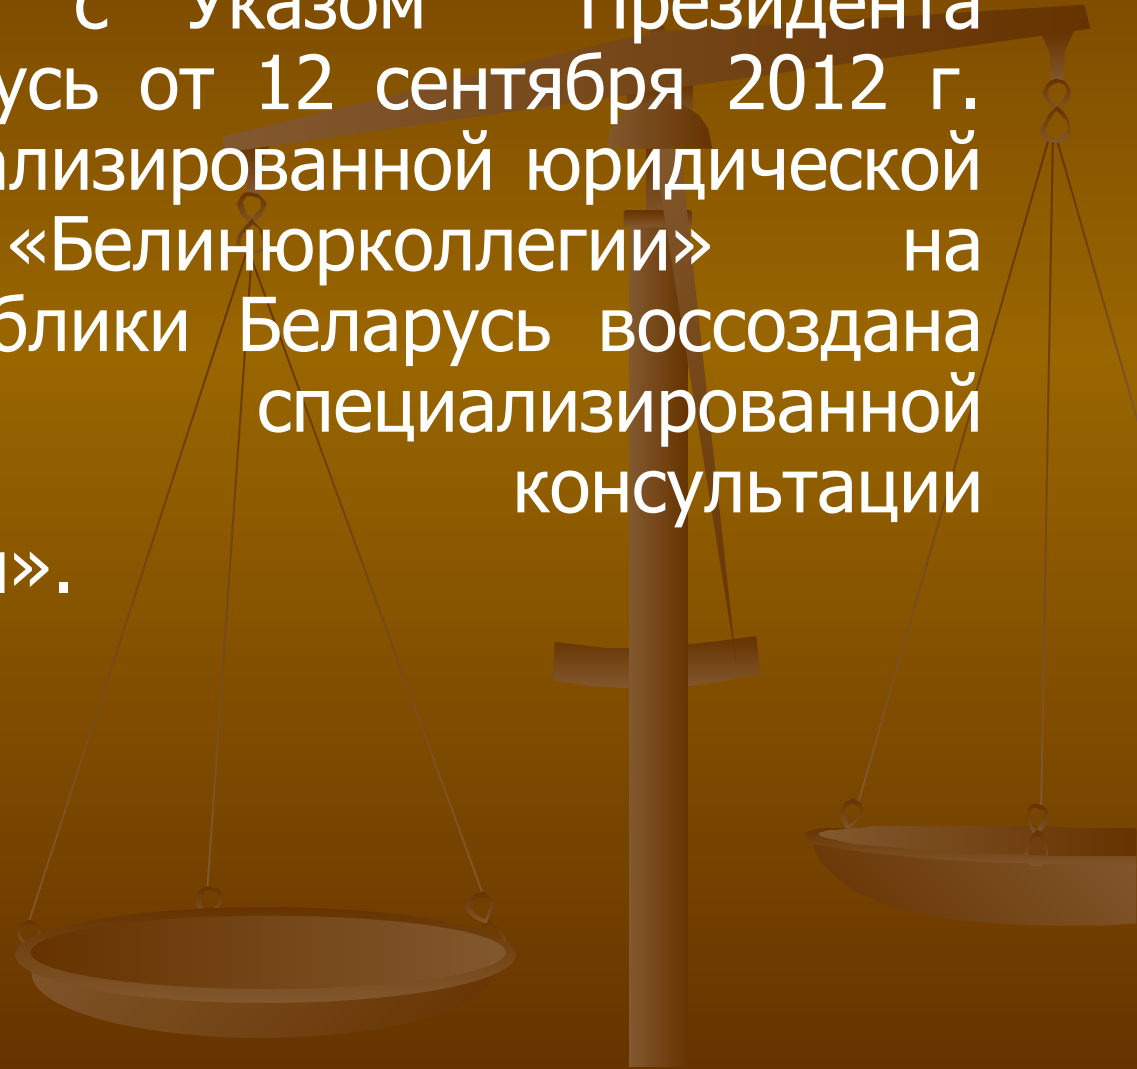 с Указом Президента
усь от 12 сентября 2012 г.
ализированной юридической
«Белинюрколлегии» на
блики Беларусь воссоздана
специализированной
консультации
».